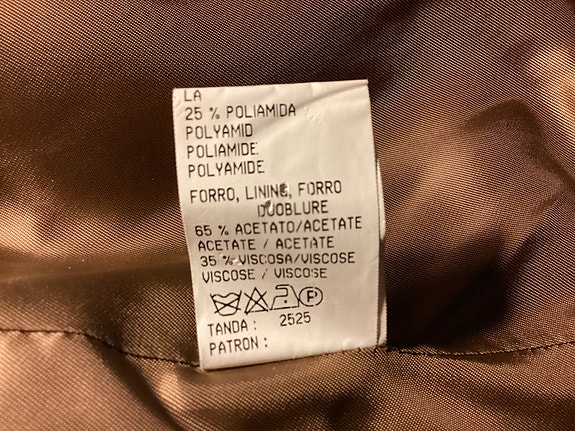 LA
25 % POLIAMIDA
POLYAMID
POLIAMIDE
POLYAMIDE
FORRO, LINING, FORRO
DUOBLURE
65 % ACETATO/ACETATE
ACETATE / ACETATE
35 % VISCOSA/VISCOSE
VISCOSE / VISCOSE
P
TANDA : 2525
PATRON :